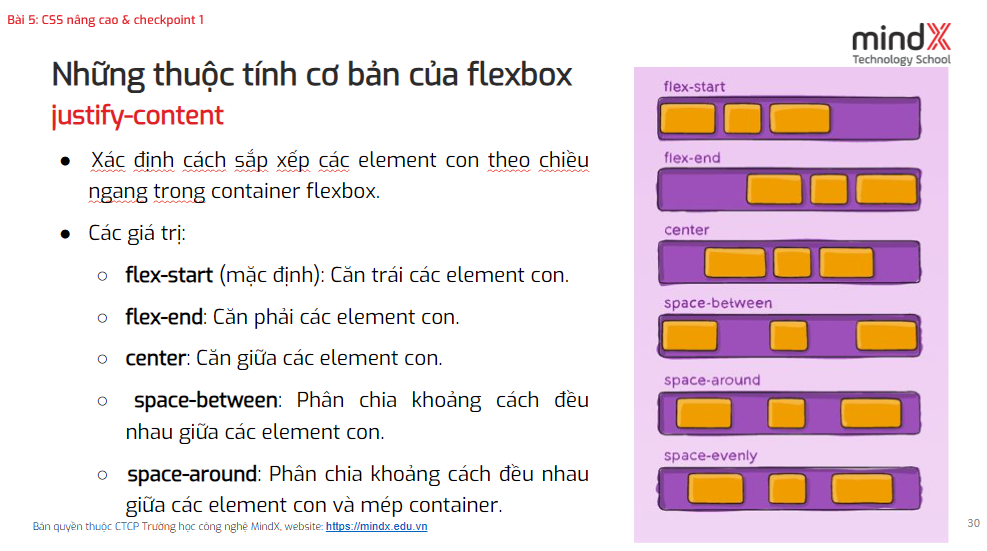 Bài 5: CSS nâng cao & checkpoint 1
mindX
Technology School
Những thuộc tính cơ bản của flexbox
justify-content
● Xác định cách sắp xếp các element con theo chiều
ngang trong container flexbox.
● Các giá trị:
○ flex-start (mặc định): Căn trái các element con.
○ flex-end: Căn phải các element con.
○ center: Căn giữa các element con.
○ space-between: Phân chia khoảng cách đều
nhau giữa các element con.
○ space-around: Phân chia khoảng cách đều nhau
giữa các element con và mép container.
flex-start
flex-end
center
space-between
space-around
space-evenly
Bản quyền thuộc CTCP Trường học công nghệ MindX, website: https://mindx.edu.vn
30